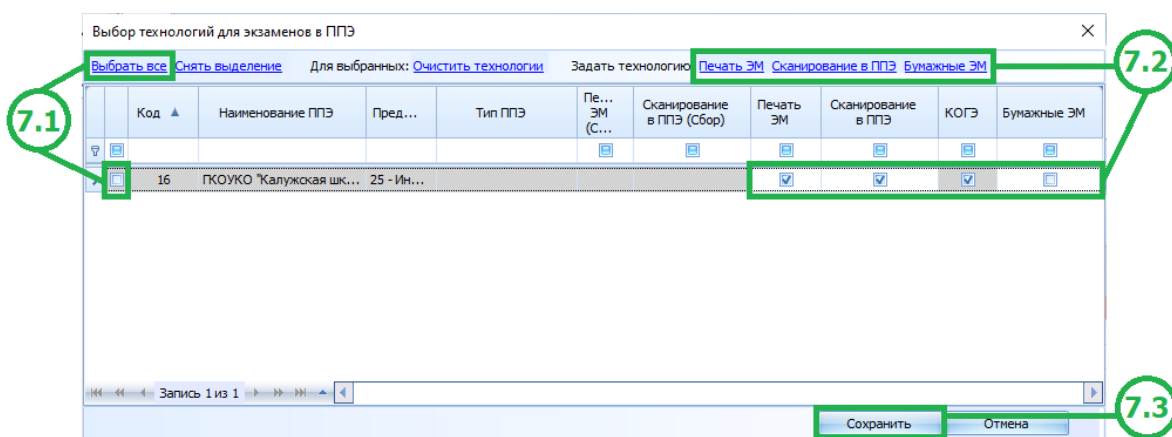 Выбор технологий для экзаменов в ППЭ
Выбрать все Снять выделение Для выбранных: Очистить технологии Задать технологию Печать ЭМ Сканирование в ППЭ Бумажные ЭМ
7.2
7.1
Код Наименование ППЭ Пред... Тип ППЭ Пе... ЭМ (С... Сканирование в ППЭ (Сбор) Печать ЭМ Сканирование в ППЭ КОГЭ Бумажные ЭМ
16 ГКОУКО "Калужская шк... 25 - Ин...
Запись 1 из 1
7.3
Сохранить Отмена